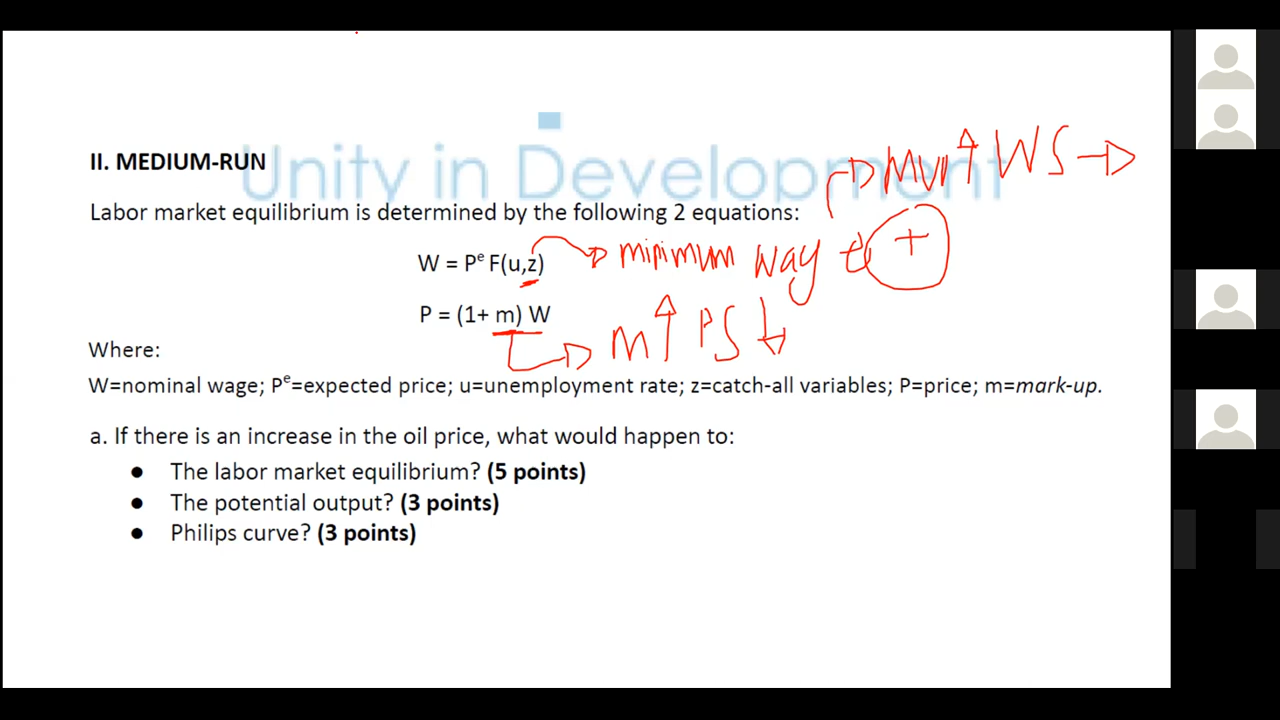 Unity in Development
II. MEDIUM-RUN
MW↑ WS →
Labor market equilibrium is determined by the following 2 equations:
W = Pᵉ F(u,z) → minimum wage +
P = (1+ m) W
→ m↑ PS ↓
Where:
W=nominal wage; Pᵉ=expected price; u=unemployment rate; z=catch-all variables; P=price; m=mark-up.
a. If there is an increase in the oil price, what would happen to:
● The labor market equilibrium? (5 points)
● The potential output? (3 points)
● Philips curve? (3 points)